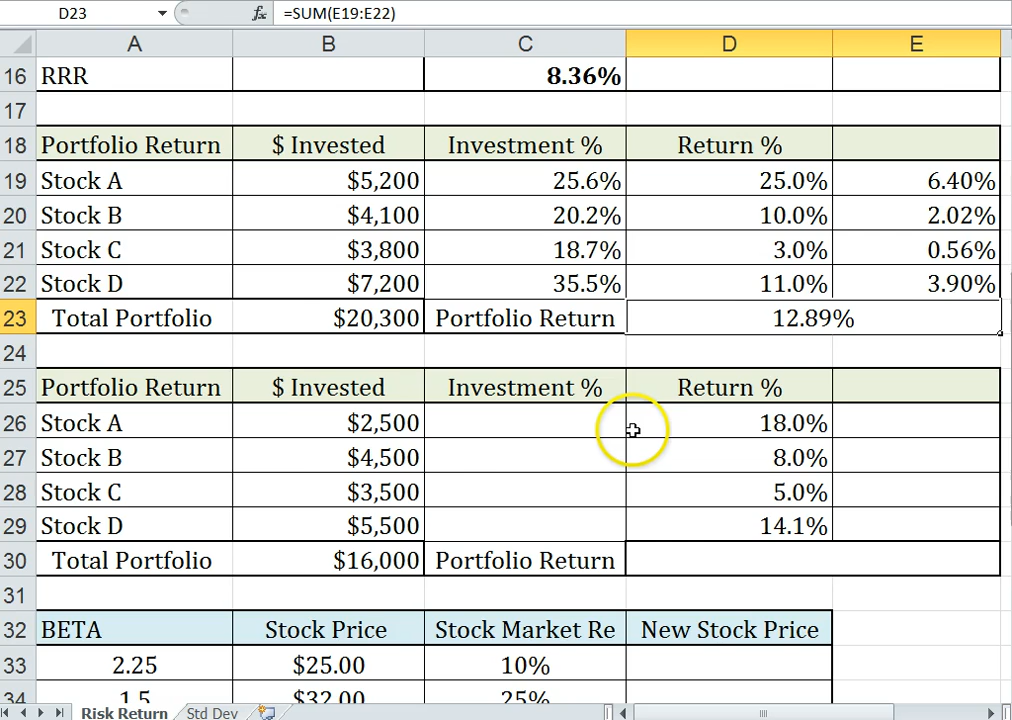 D23 fx =SUM(E19:E22)
A B C D E
16 RRR 8.36%
17
18 Portfolio Return $ Invested Investment % Return %
19 Stock A $5,200 25.6% 25.0% 6.40%
20 Stock B $4,100 20.2% 10.0% 2.02%
21 Stock C $3,800 18.7% 3.0% 0.56%
22 Stock D $7,200 35.5% 11.0% 3.90%
23 Total Portfolio $20,300 Portfolio Return 12.89%
24
25 Portfolio Return $ Invested Investment % Return %
26 Stock A $2,500 18.0%
27 Stock B $4,500 8.0%
28 Stock C $3,500 5.0%
29 Stock D $5,500 14.1%
30 Total Portfolio $16,000 Portfolio Return
31
32 BETA Stock Price Stock Market Re New Stock Price
33 2.25 $25.00 10%
34 1.5 $32.00 25%
Risk Return Std Dev